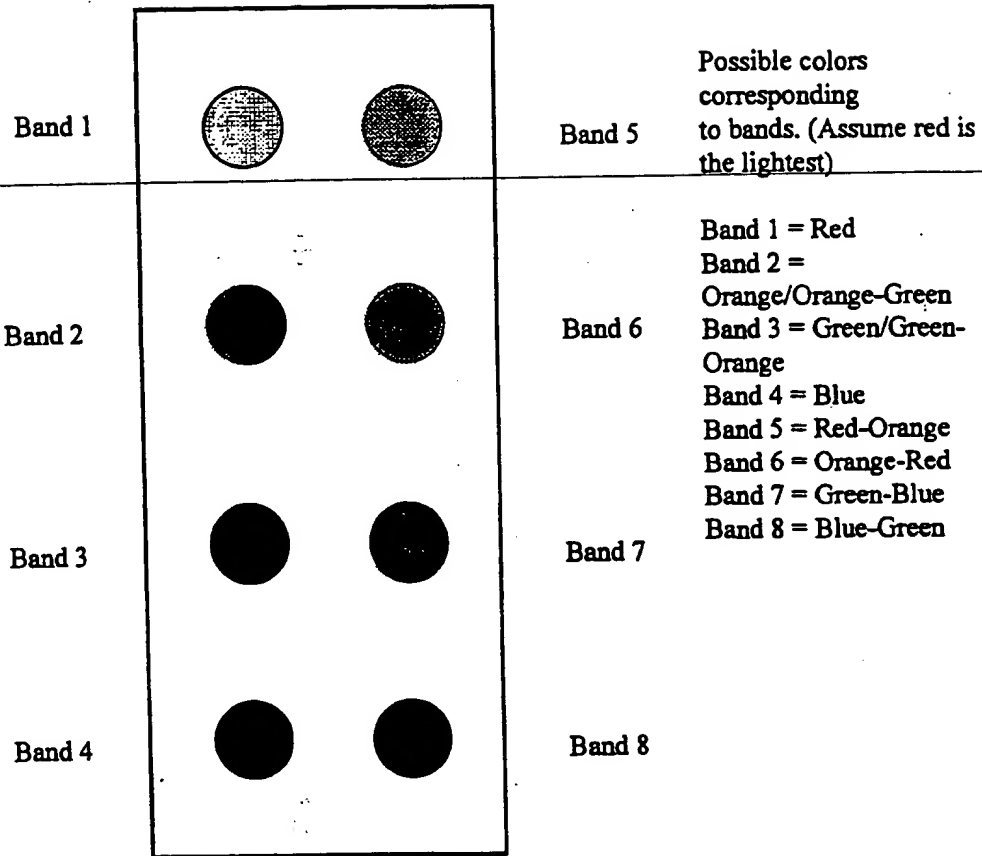 Band 1
Band 5
Possible colors
corresponding
to bands. (Assume red is
the lightest)
Band 2
Band 6
Band 1 = Red
Band 2 =
Orange/Orange-Green
Band 3 = Green/Green-
Orange
Band 4 = Blue
Band 5 = Red-Orange
Band 6 = Orange-Red
Band 7 = Green-Blue
Band 8 = Blue-Green
Band 3
Band 7
Band 4
Band 8